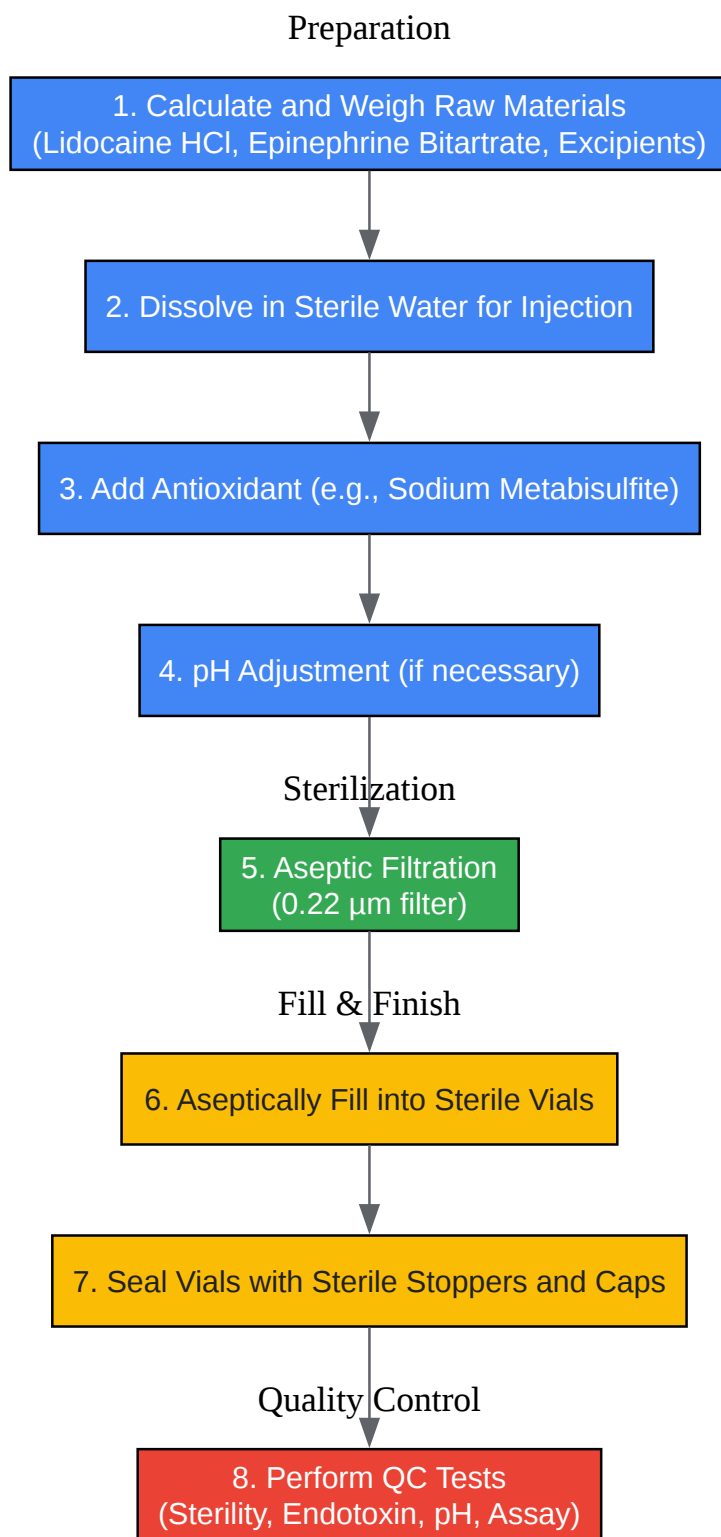 Preparation
1. Calculate and Weigh Raw Materials
(Lidocaine HCl, Epinephrine Bitartrate, Excipients)
2. Dissolve in Sterile Water for Injection
3. Add Antioxidant (e.g., Sodium Metabisulfite)
4. pH Adjustment (if necessary)
Sterilization
5. Aseptic Filtration
(0.22 µm filter)
Fill & Finish
6. Aseptically Fill into Sterile Vials
7. Seal Vials with Sterile Stoppers and Caps
Quality Control
8. Perform QC Tests
(Sterility, Endotoxin, pH, Assay)